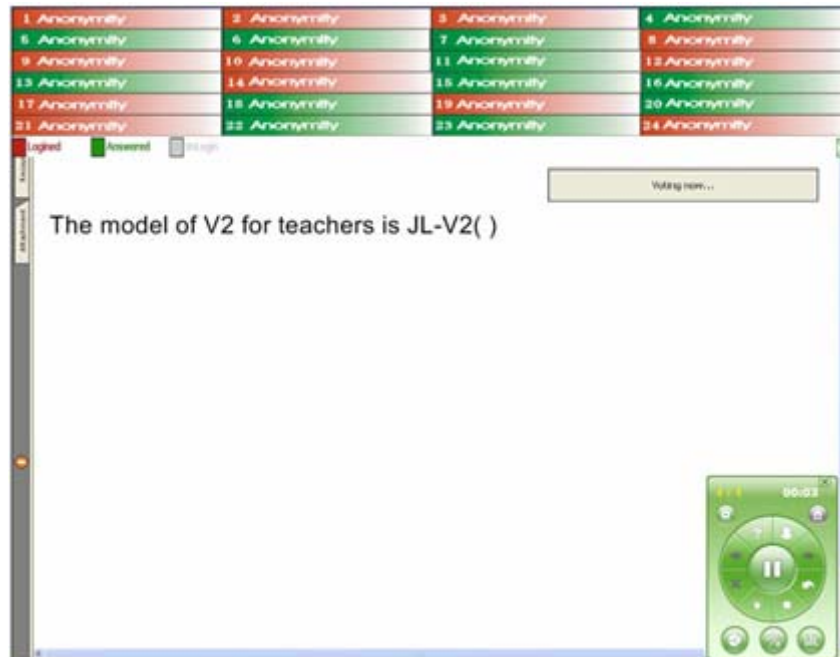 1 Anonymity 2 Anonymity 3 Anonymity 4 Anonymity
5 Anonymity 6 Anonymity 7 Anonymity 8 Anonymity
9 Anonymity 10 Anonymity 11 Anonymity 12 Anonymity
13 Anonymity 14 Anonymity 15 Anonymity 16 Anonymity
17 Anonymity 18 Anonymity 19 Anonymity 20 Anonymity
21 Anonymity 22 Anonymity 23 Anonymity 24 Anonymity
Logined Answered
Voting now...
Attachment
The model of V2 for teachers is JL-V2( )
00:03